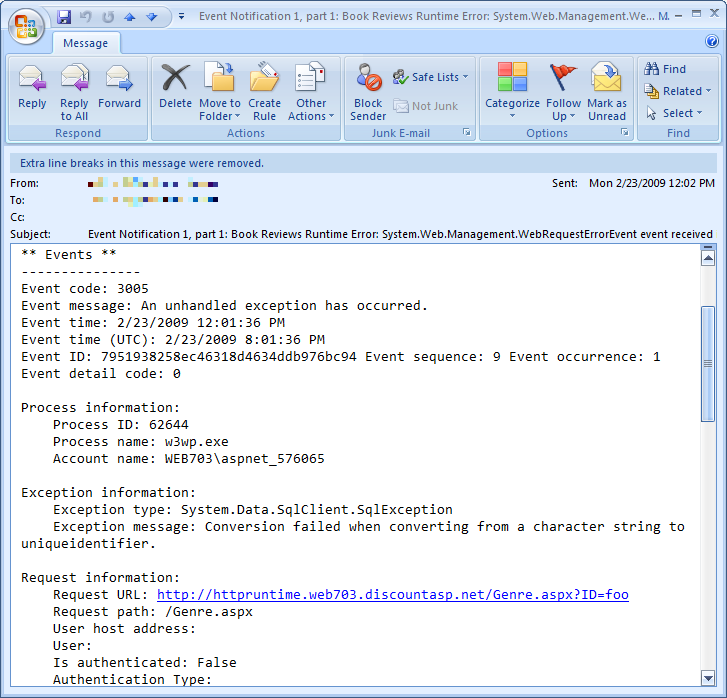 Event Notification 1, part 1: Book Reviews Runtime Error: System.Web.Management.We... M...
Message
Reply
Reply to All
Forward
Respond
Delete
Move to Folder
Create Rule
Other Actions
Actions
Block Sender
Safe Lists
Not Junk
Junk E-mail
Categorize
Follow Up
Mark as Unread
Options
Find
Related
Select
Find
Extra line breaks in this message were removed.
From:
Sent: Mon 2/23/2009 12:02 PM
To:
Cc:
Subject: Event Notification 1, part 1: Book Reviews Runtime Error: System.Web.Management.WebRequestErrorEvent event received
** Events **
---------------
Event code: 3005
Event message: An unhandled exception has occurred.
Event time: 2/23/2009 12:01:36 PM
Event time (UTC): 2/23/2009 8:01:36 PM
Event ID: 7951938258ec46318d4634ddb976bc94 Event sequence: 9 Event occurrence: 1
Event detail code: 0
Process information:
Process ID: 62644
Process name: w3wp.exe
Account name: WEB703\aspnet_576065
Exception information:
Exception type: System.Data.SqlClient.SqlException
Exception message: Conversion failed when converting from a character string to
uniqueidentifier.
Request information:
Request URL: http://httpruntime.web703.discountasp.net/Genre.aspx?ID=foo
Request path: /Genre.aspx
User host address:
User:
Is authenticated: False
Authentication Type: